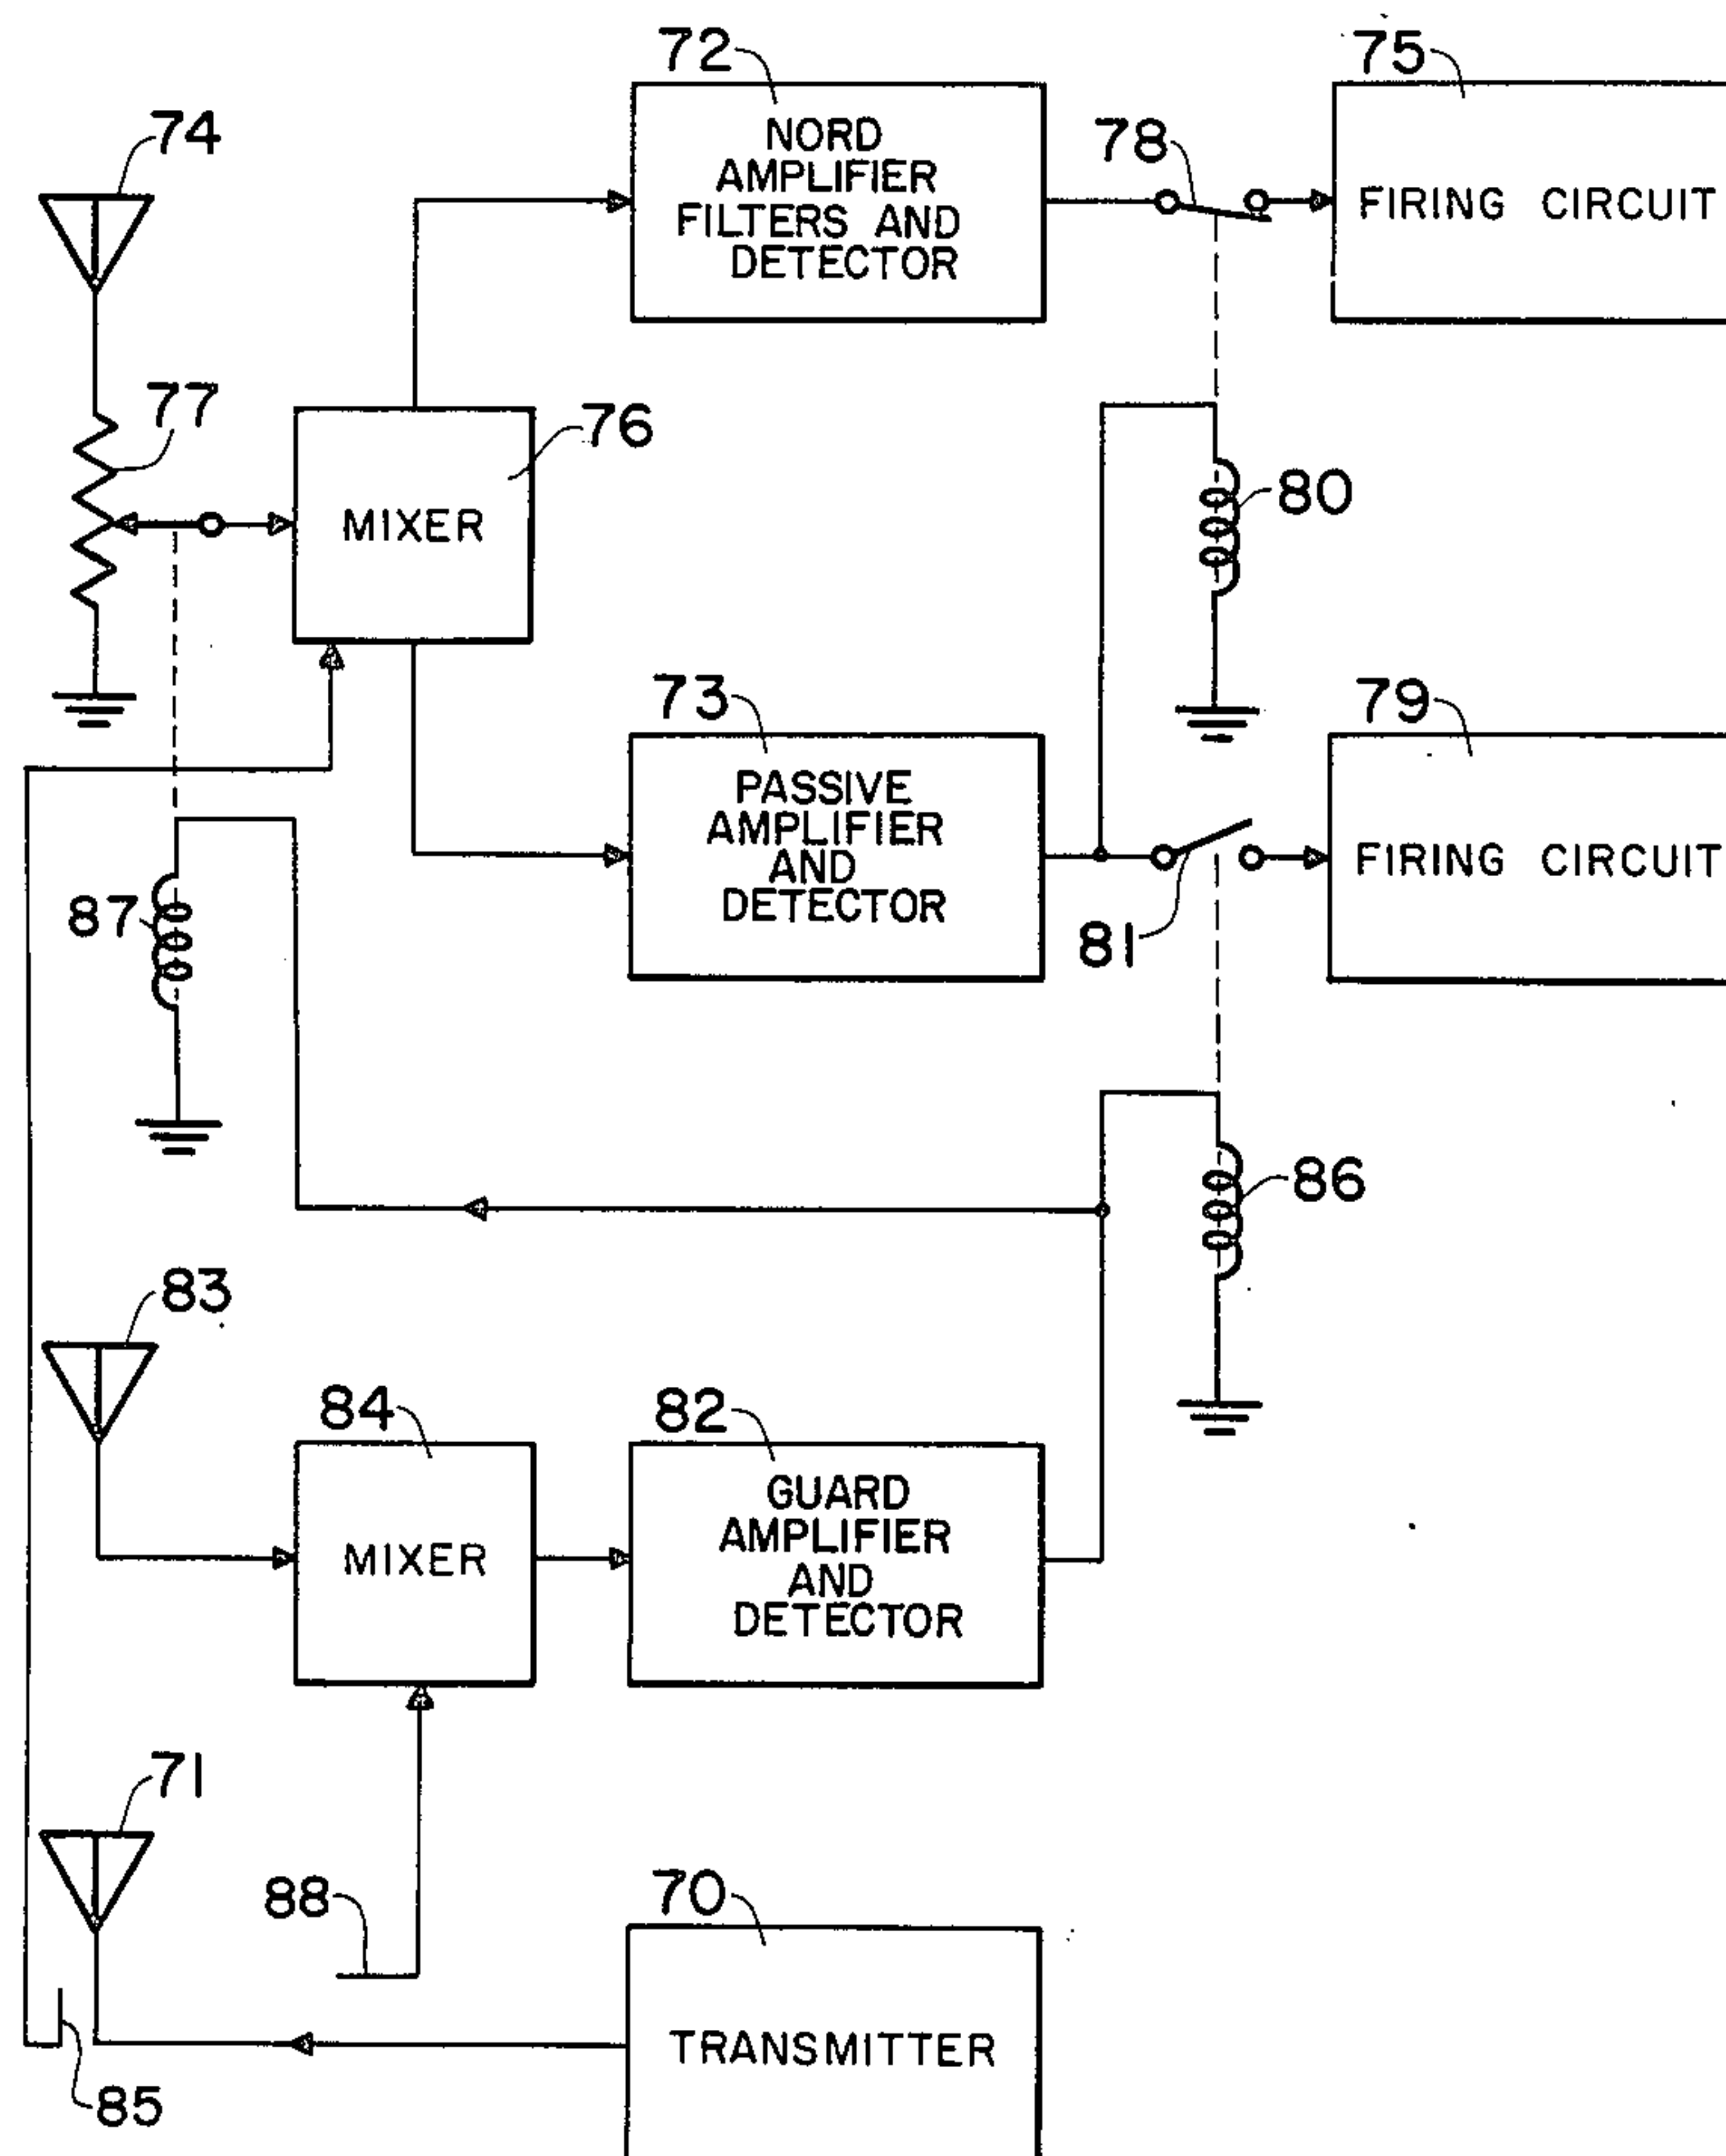 72
75
74
78
NORD
AMPLIFIER
FILTERS AND
DETECTOR
FIRING CIRCUIT
77
76
MIXER
80
73
79
PASSIVE
AMPLIFIER
AND
DETECTOR
FIRING CIRCUIT
87
81
86
83
84
82
MIXER
GUARD
AMPLIFIER
AND
DETECTOR
71
88
70
TRANSMITTER
85